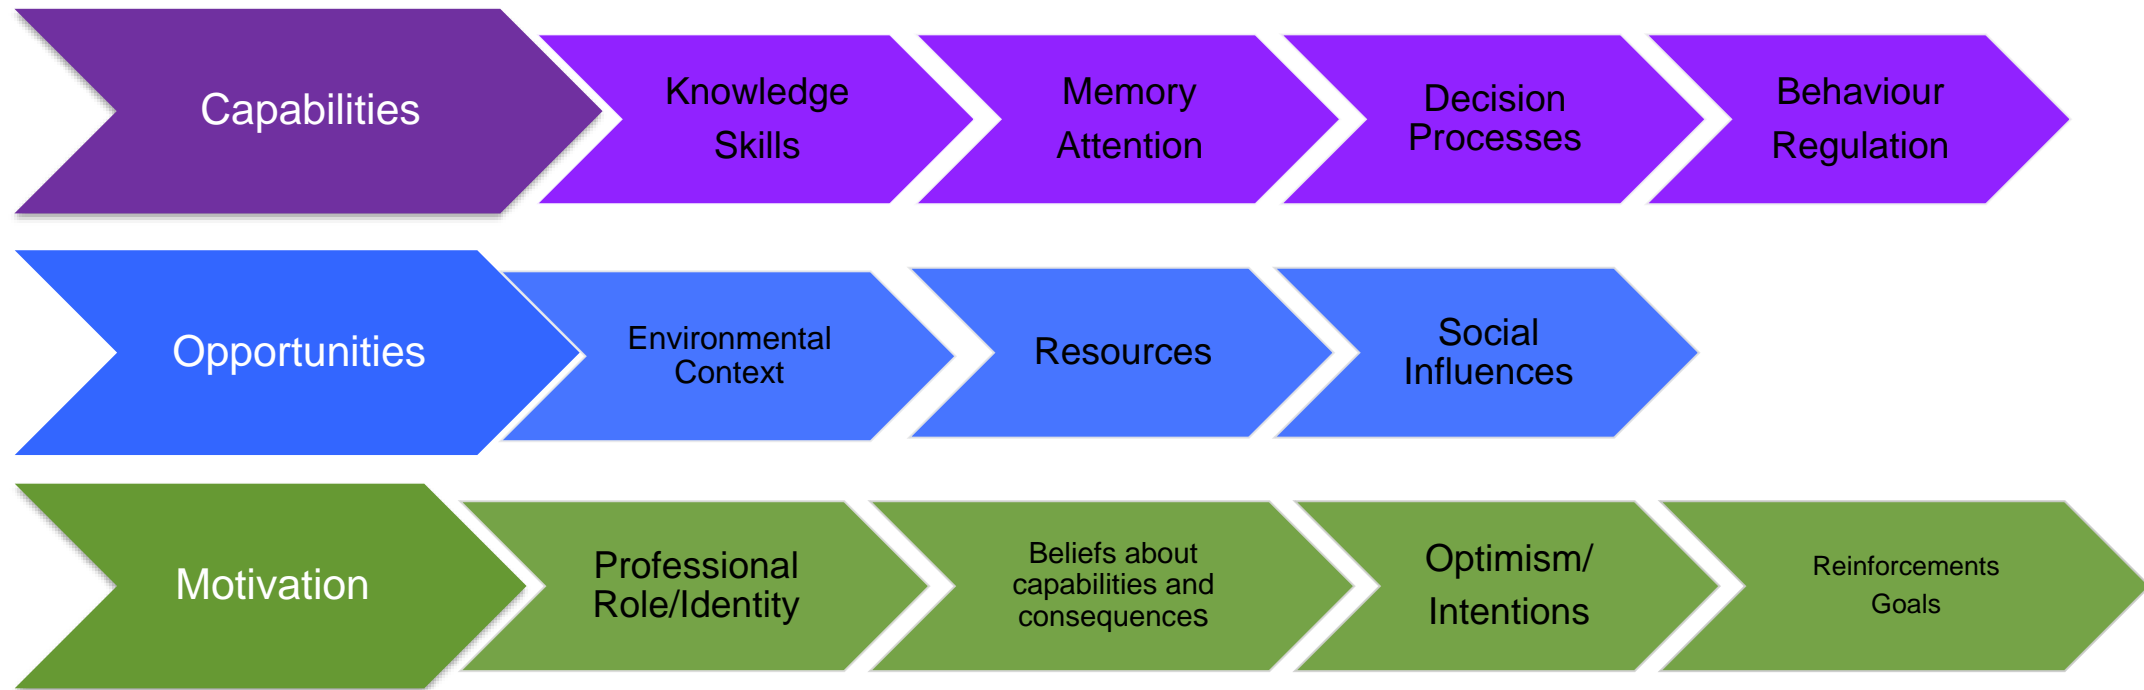 Capabilities
Knowledge
Skills
Memory
Attention
Decision
Processes
Behaviour
Regulation
Opportunities
Environmental
Context
Resources
Social
Influences
Motivation
Professional
Role/Identity
Beliefs about
capabilities and
consequences
Optimism/
Intentions
Reinforcements
Goals